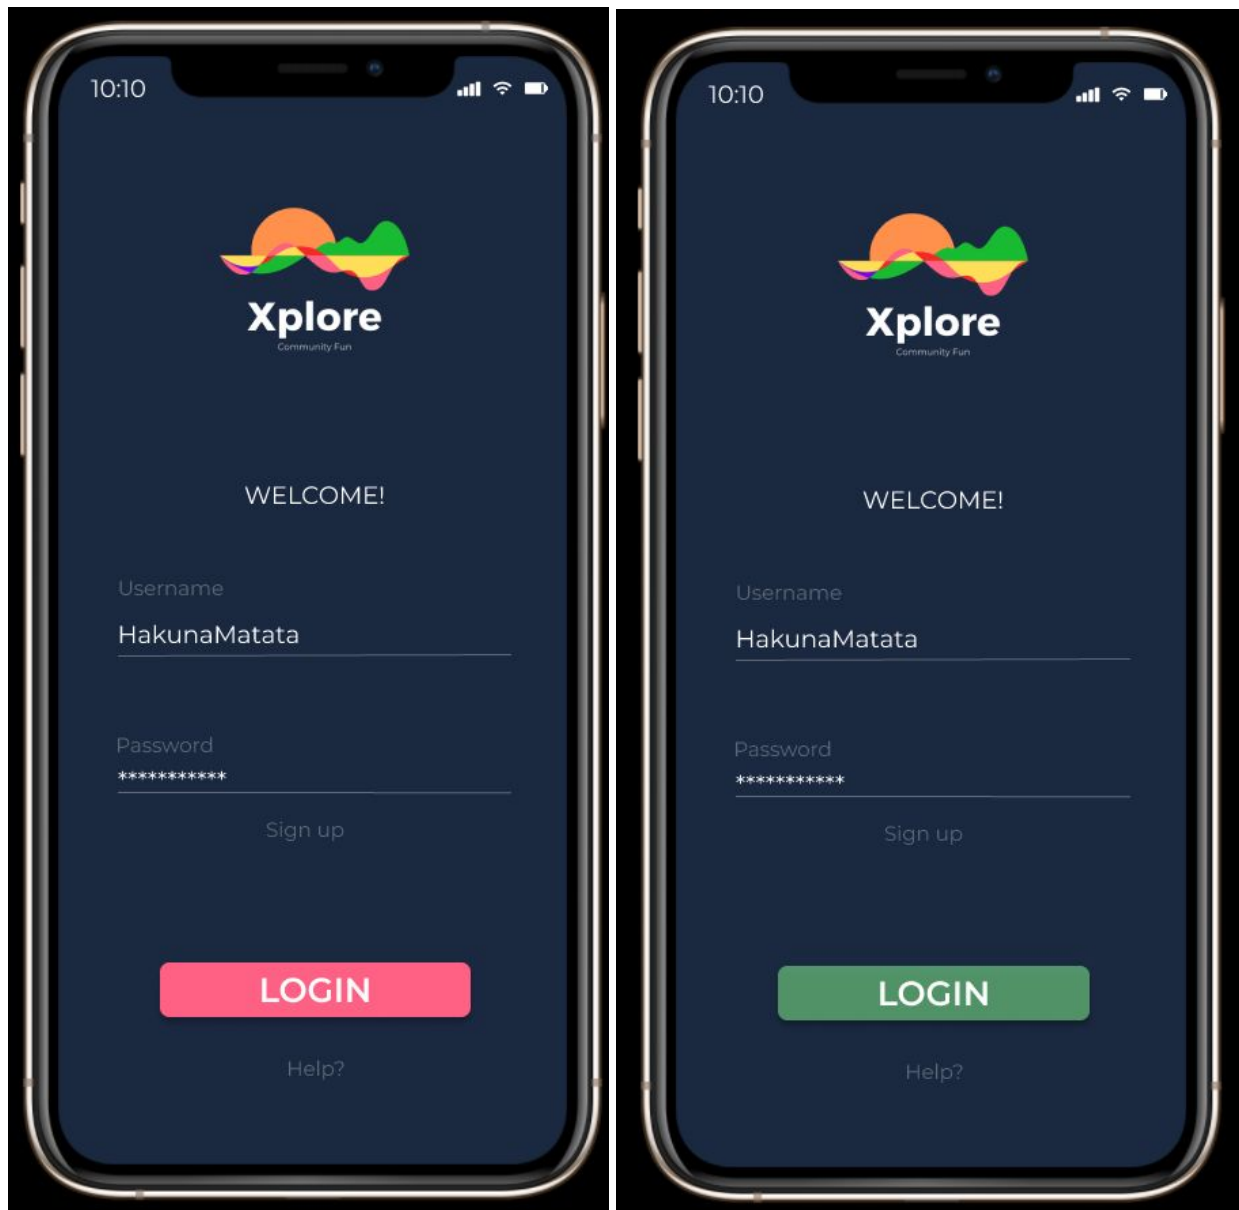 10:10
Xplore
Community Fun
WELCOME!
Username
HakunaMatata
Password
***********
Sign up
LOGIN
Help?
10:10
Xplore
Community Fun
WELCOME!
Username
HakunaMatata
Password
***********
Sign up
LOGIN
Help?